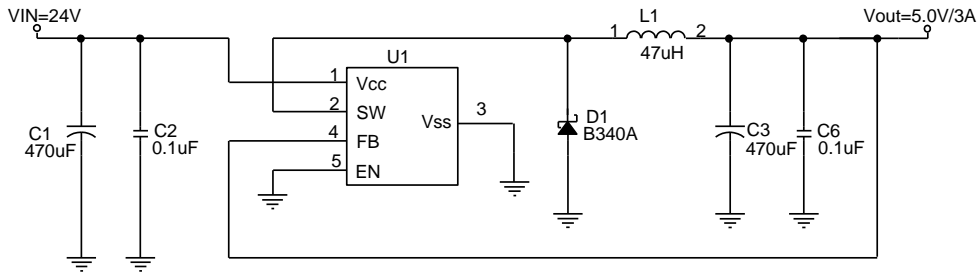 VIN=24V
L1
Vout=5.0V/3A
1
2
47uH
U1
1
Vcc
2
SW
Vss
3
4
FB
5
EN
C1
470uF
C2
0.1uF
D1
B340A
C3
470uF
C6
0.1uF